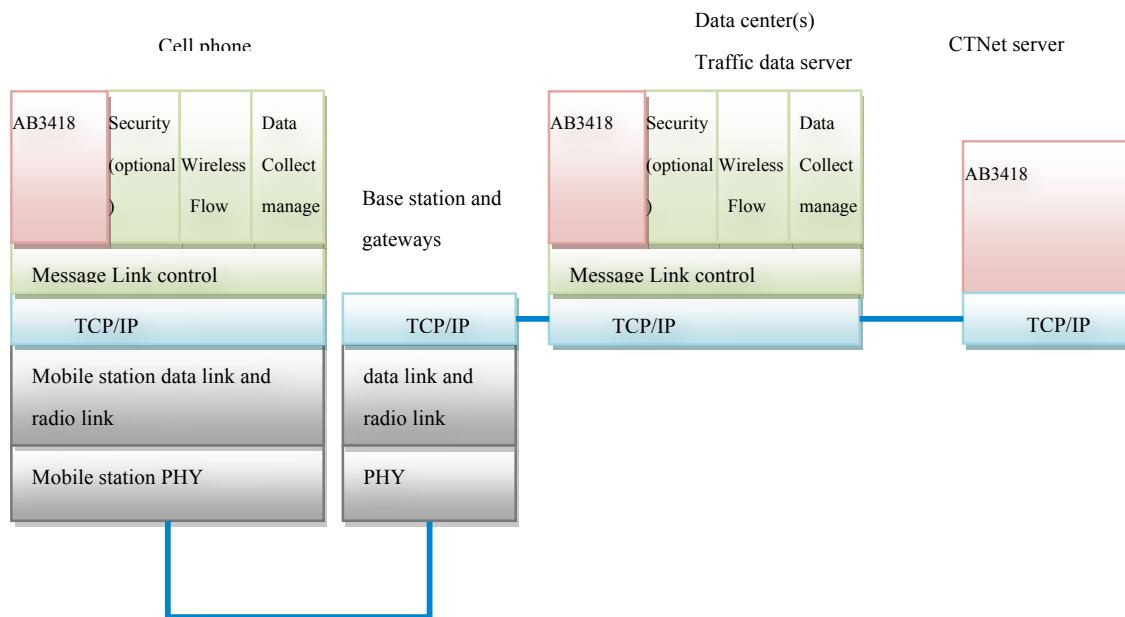 Data center(s)
Cell phone
Traffic data server
CTNet server
AB3418
Security
(optional
)
Wireless
Flow
Data
Collect
manage
Message Link control
TCP/IP
Mobile station data link and
radio link
Mobile station PHY
Base station and
gateways
TCP/IP
data link and
radio link
PHY
AB3418
Security
(optional
)
Wireless
Flow
Data
Collect
manage
Message Link control
TCP/IP
AB3418
TCP/IP